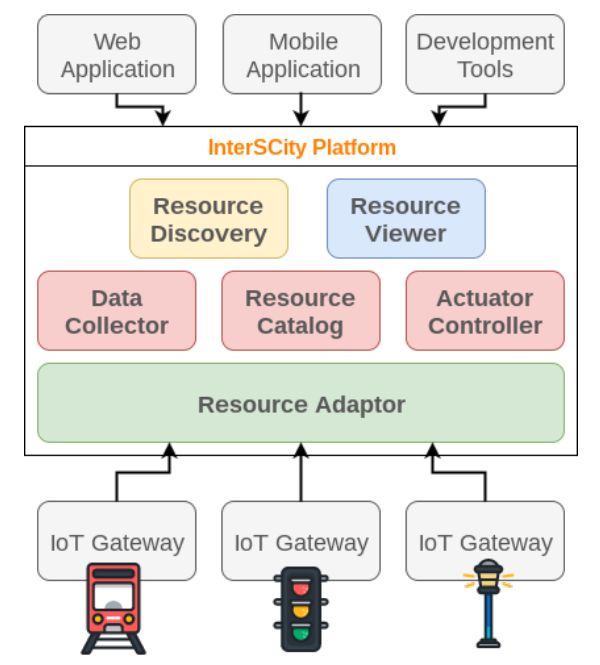 Web
Application
Mobile
Application
Development
Tools
InterSCity Platform
Resource
Discovery
Resource
Viewer
Data
Collector
Resource
Catalog
Actuator
Controller
Resource Adaptor
IoT Gateway
IoT Gateway
IoT Gateway